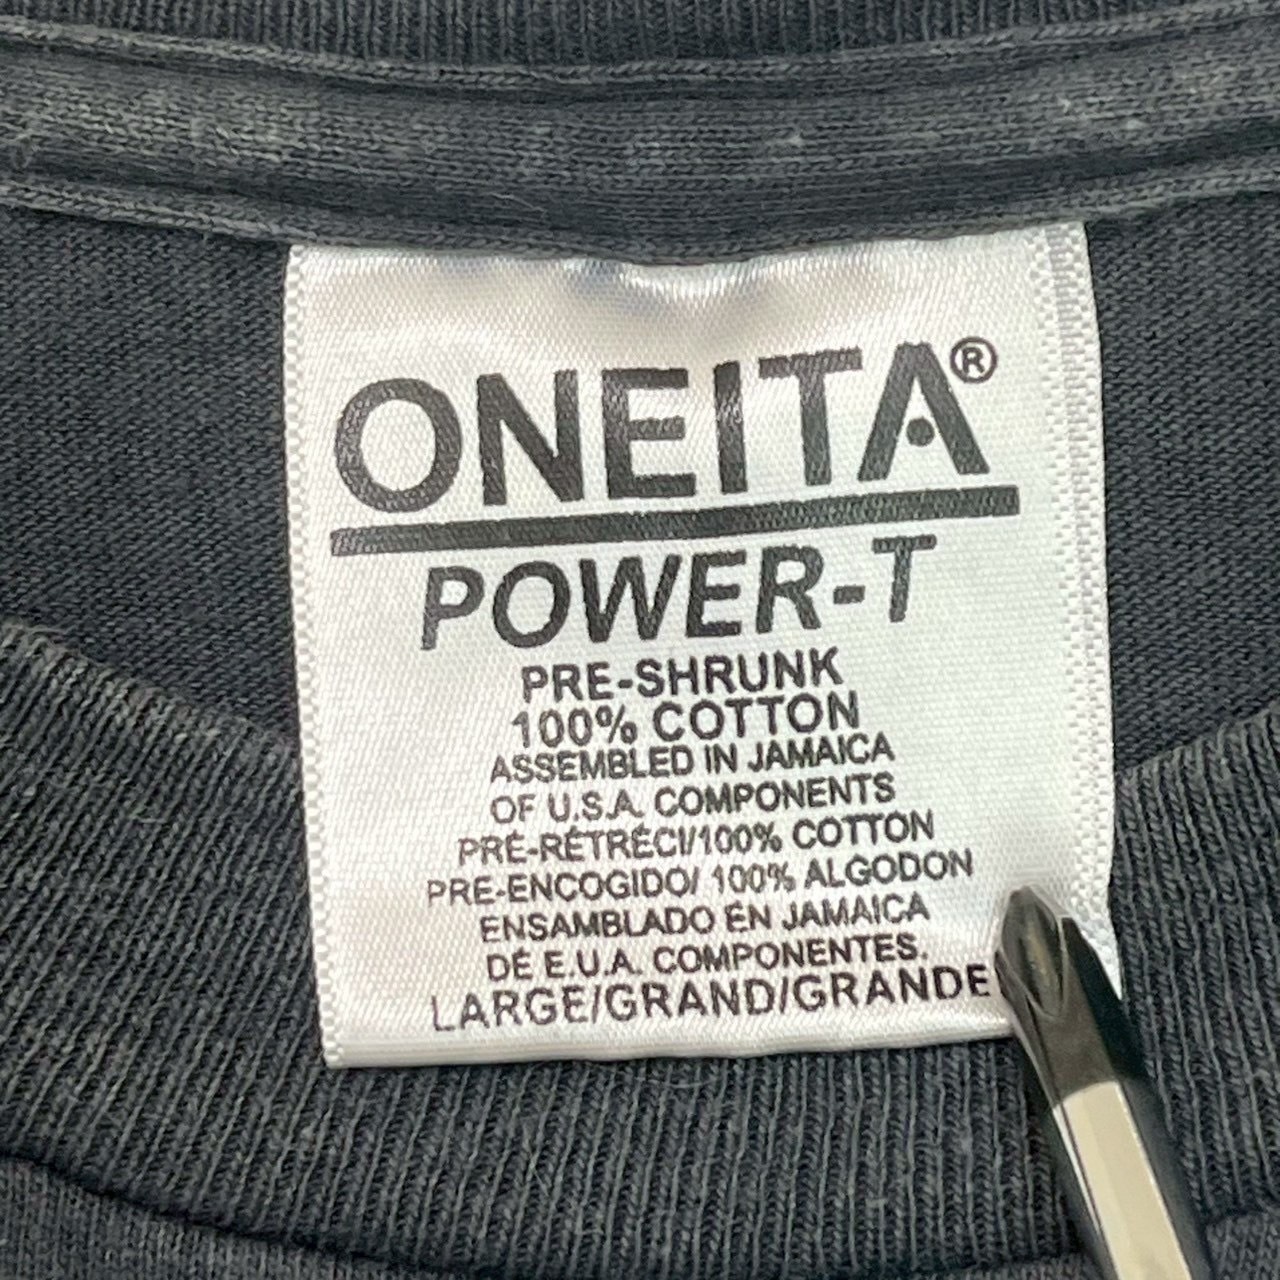 ONEITA®
POWER-T
PRE-SHRUNK
100% COTTON
ASSEMBLED IN JAMAICA
OF U.S.A. COMPONENTS
PRÉ-RÉTRÉCI/100% COTTON
PRE-ENCOGIDO/ 100% ALGODON
ENSAMBLADO EN JAMAICA
DÉ E.U.A. COMPONENTES.
LARGE/GRAND/GRANDE